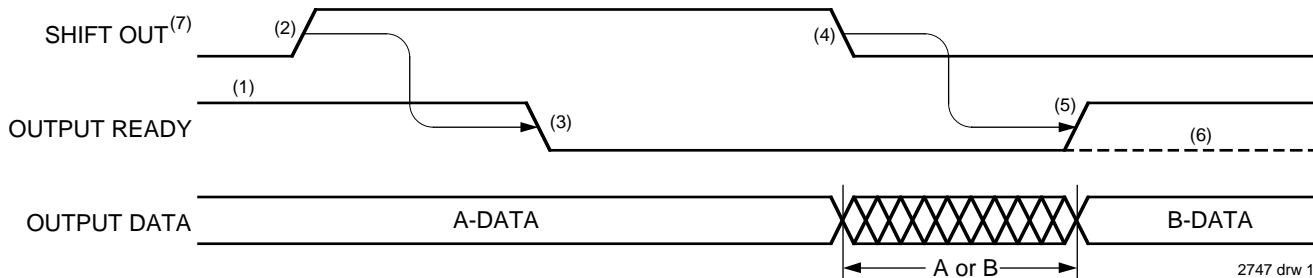 SHIFT OUT(7)
(2)
(4)
(1)
OUTPUT READY
(3)
(5)
(6)
OUTPUT DATA
A-DATA
B-DATA
A or B
2747 drw 1